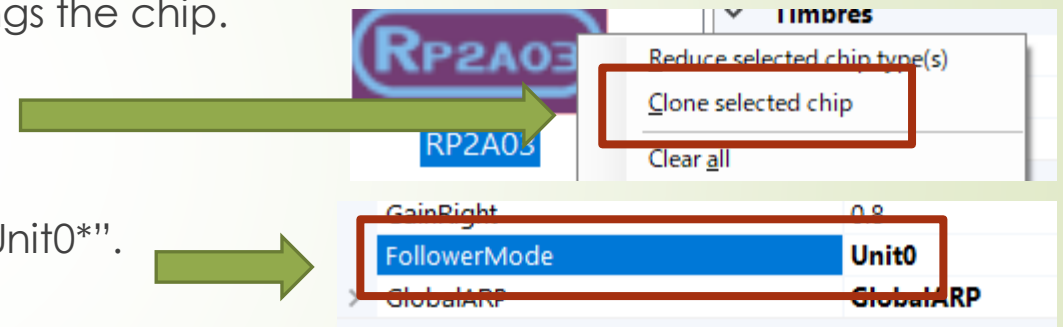 ngs the chip.
Timbres
RP2A03
Reduce selected chip type(s)
Clone selected chip
RP2A03
Clear all
Jnit0*”.
GainRight 0.8
FollowerMode Unit0
GlobalARP GlobalARP